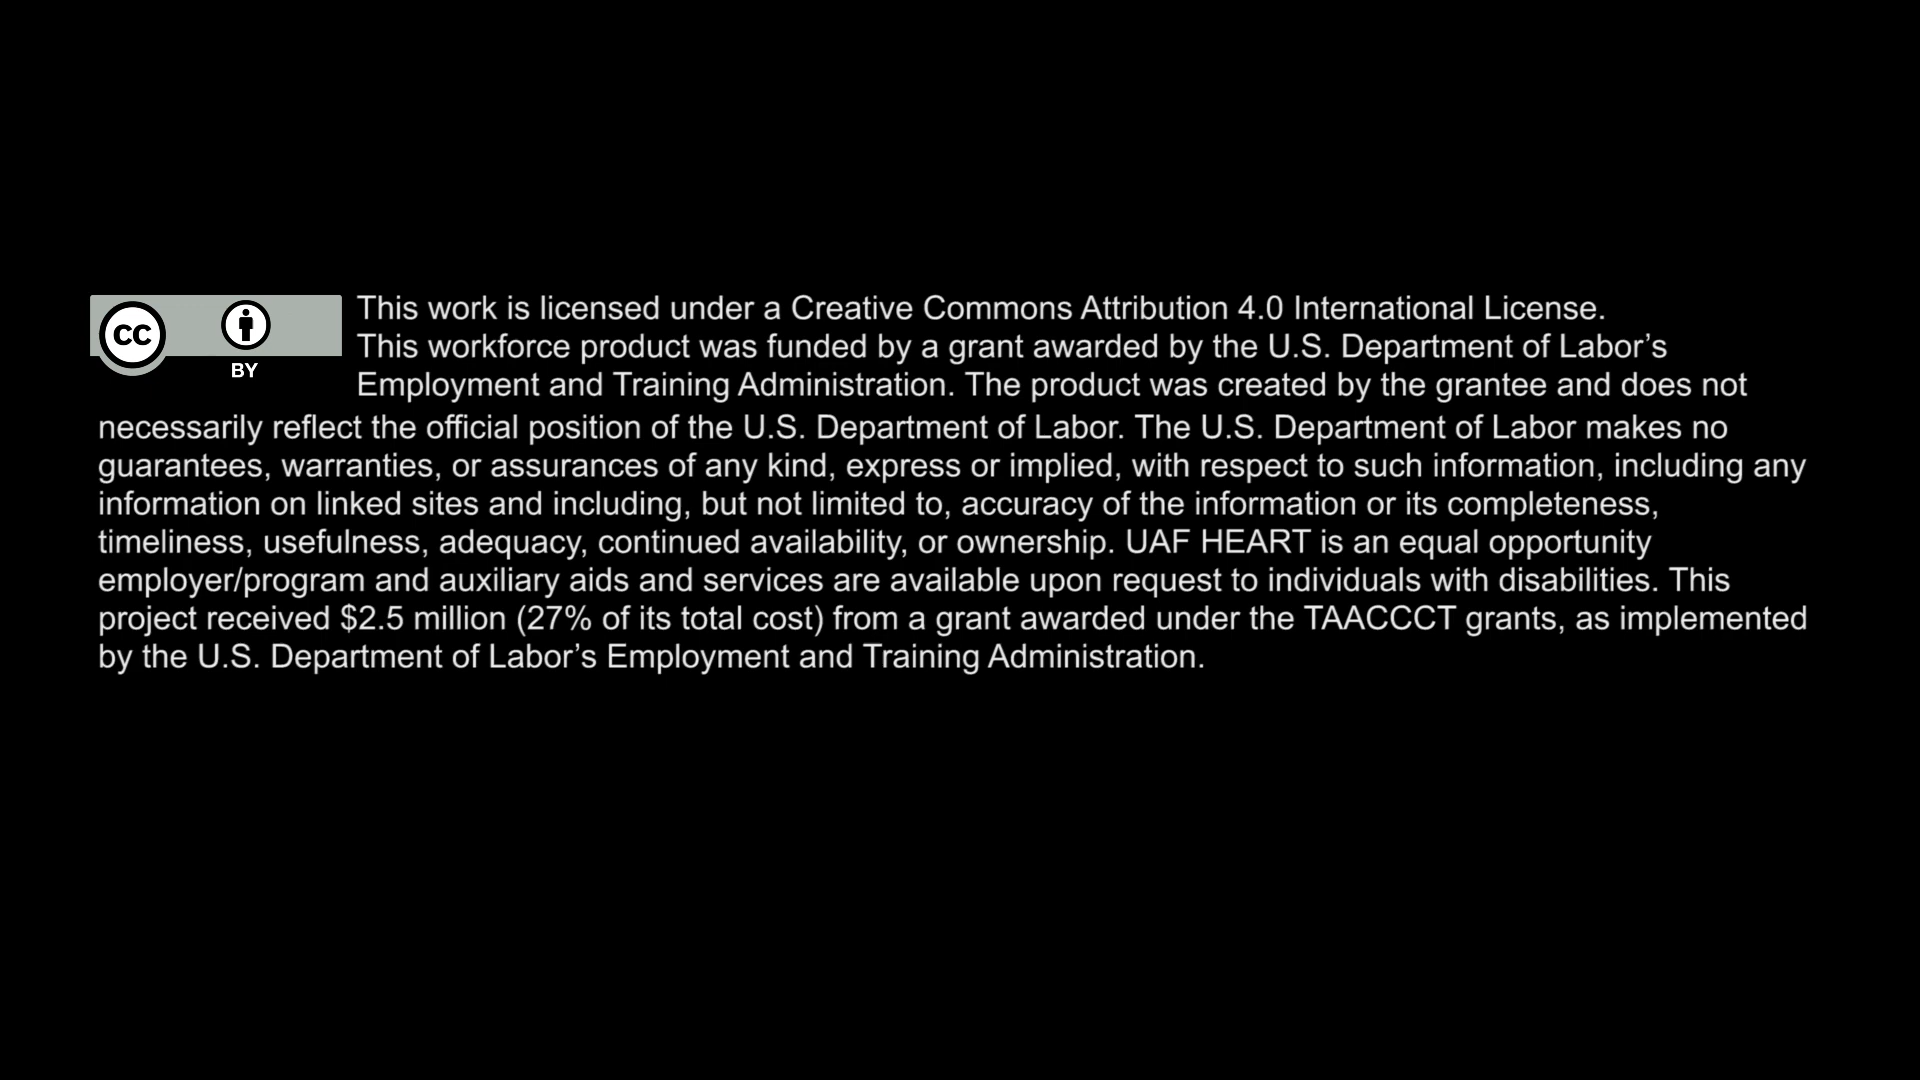 CC
BY
This work is licensed under a Creative Commons Attribution 4.0 International License.
This workforce product was funded by a grant awarded by the U.S. Department of Labor’s
Employment and Training Administration. The product was created by the grantee and does not
necessarily reflect the official position of the U.S. Department of Labor. The U.S. Department of Labor makes no
guarantees, warranties, or assurances of any kind, express or implied, with respect to such information, including any
information on linked sites and including, but not limited to, accuracy of the information or its completeness,
timeliness, usefulness, adequacy, continued availability, or ownership. UAF HEART is an equal opportunity
employer/program and auxiliary aids and services are available upon request to individuals with disabilities. This
project received $2.5 million (27% of its total cost) from a grant awarded under the TAACCCT grants, as implemented
by the U.S. Department of Labor’s Employment and Training Administration.